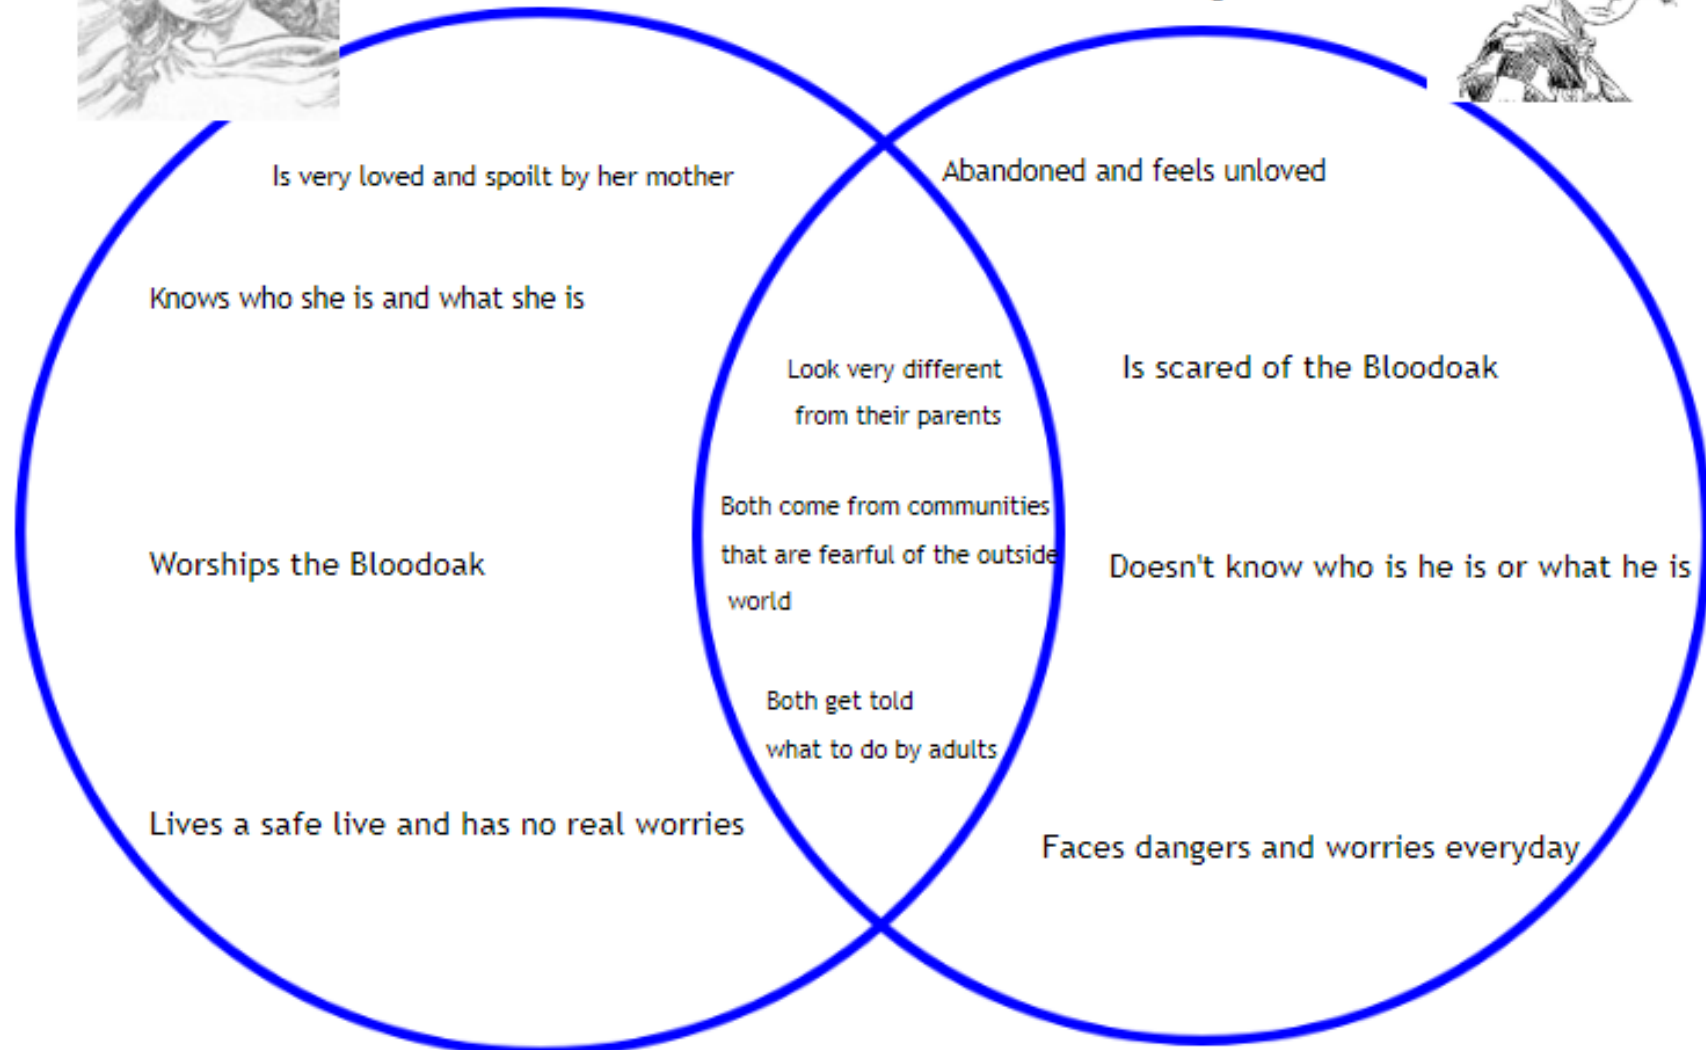 Is very loved and spoilt by her mother
Knows who she is and what she is
Worships the Bloodoak
Lives a safe live and has no real worries
Look very different
from their parents
Both come from communities
that are fearful of the outside
world
Both get told
what to do by adults
Abandoned and feels unloved
Is scared of the Bloodoak
Doesn't know who is he is or what he is
Faces dangers and worries everyday